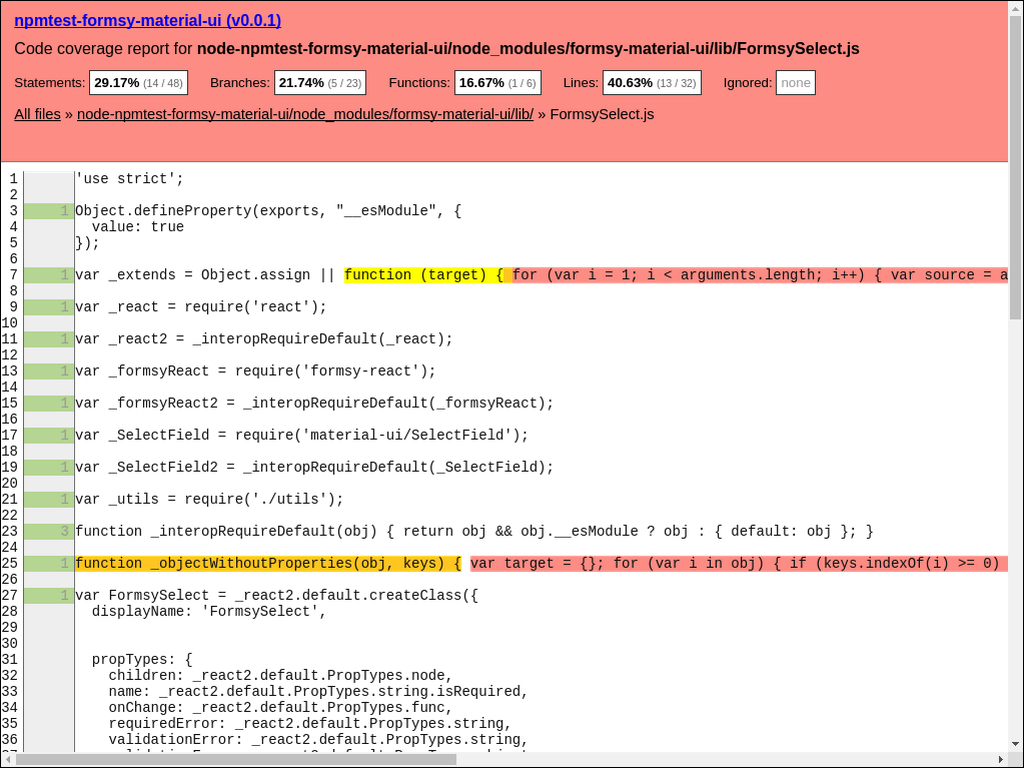 npmtest-formsy-material-ui (v0.0.1)
Code coverage report for node-npmtest-formsy-material-ui/node_modules/formsy-material-ui/lib/FormsySelect.js
Statements: 29.17% (14 / 48) Branches: 21.74% (5 / 23) Functions: 16.67% (1 / 6) Lines: 40.63% (13 / 32) Ignored: none
All files » node-npmtest-formsy-material-ui/node_modules/formsy-material-ui/lib/ » FormsySelect.js
1 'use strict';
2
3 1 Object.defineProperty(exports, "__esModule", {
4 value: true
5 });
6
7 1 var _extends = Object.assign || function (target) { for (var i = 1; i < arguments.length; i++) { var source = a
8
9 1 var _react = require('react');
10
11 1 var _react2 = _interopRequireDefault(_react);
12
13 1 var _formsyReact = require('formsy-react');
14
15 1 var _formsyReact2 = _interopRequireDefault(_formsyReact);
16
17 1 var _SelectField = require('material-ui/SelectField');
18
19 1 var _SelectField2 = _interopRequireDefault(_SelectField);
20
21 1 var _utils = require('./utils');
22
23 3 function _interopRequireDefault(obj) { return obj && obj.__esModule ? obj : { default: obj }; }
24
25 1 function _objectWithoutProperties(obj, keys) { var target = {}; for (var i in obj) { if (keys.indexOf(i) >= 0)
26
27 1 var FormsySelect = _react2.default.createClass({
28 displayName: 'FormsySelect',
29
30
31 propTypes: {
32 children: _react2.default.PropTypes.node,
33 name: _react2.default.PropTypes.string.isRequired,
34 onChange: _react2.default.PropTypes.func,
35 requiredError: _react2.default.PropTypes.string,
36 validationError: _react2.default.PropTypes.string,